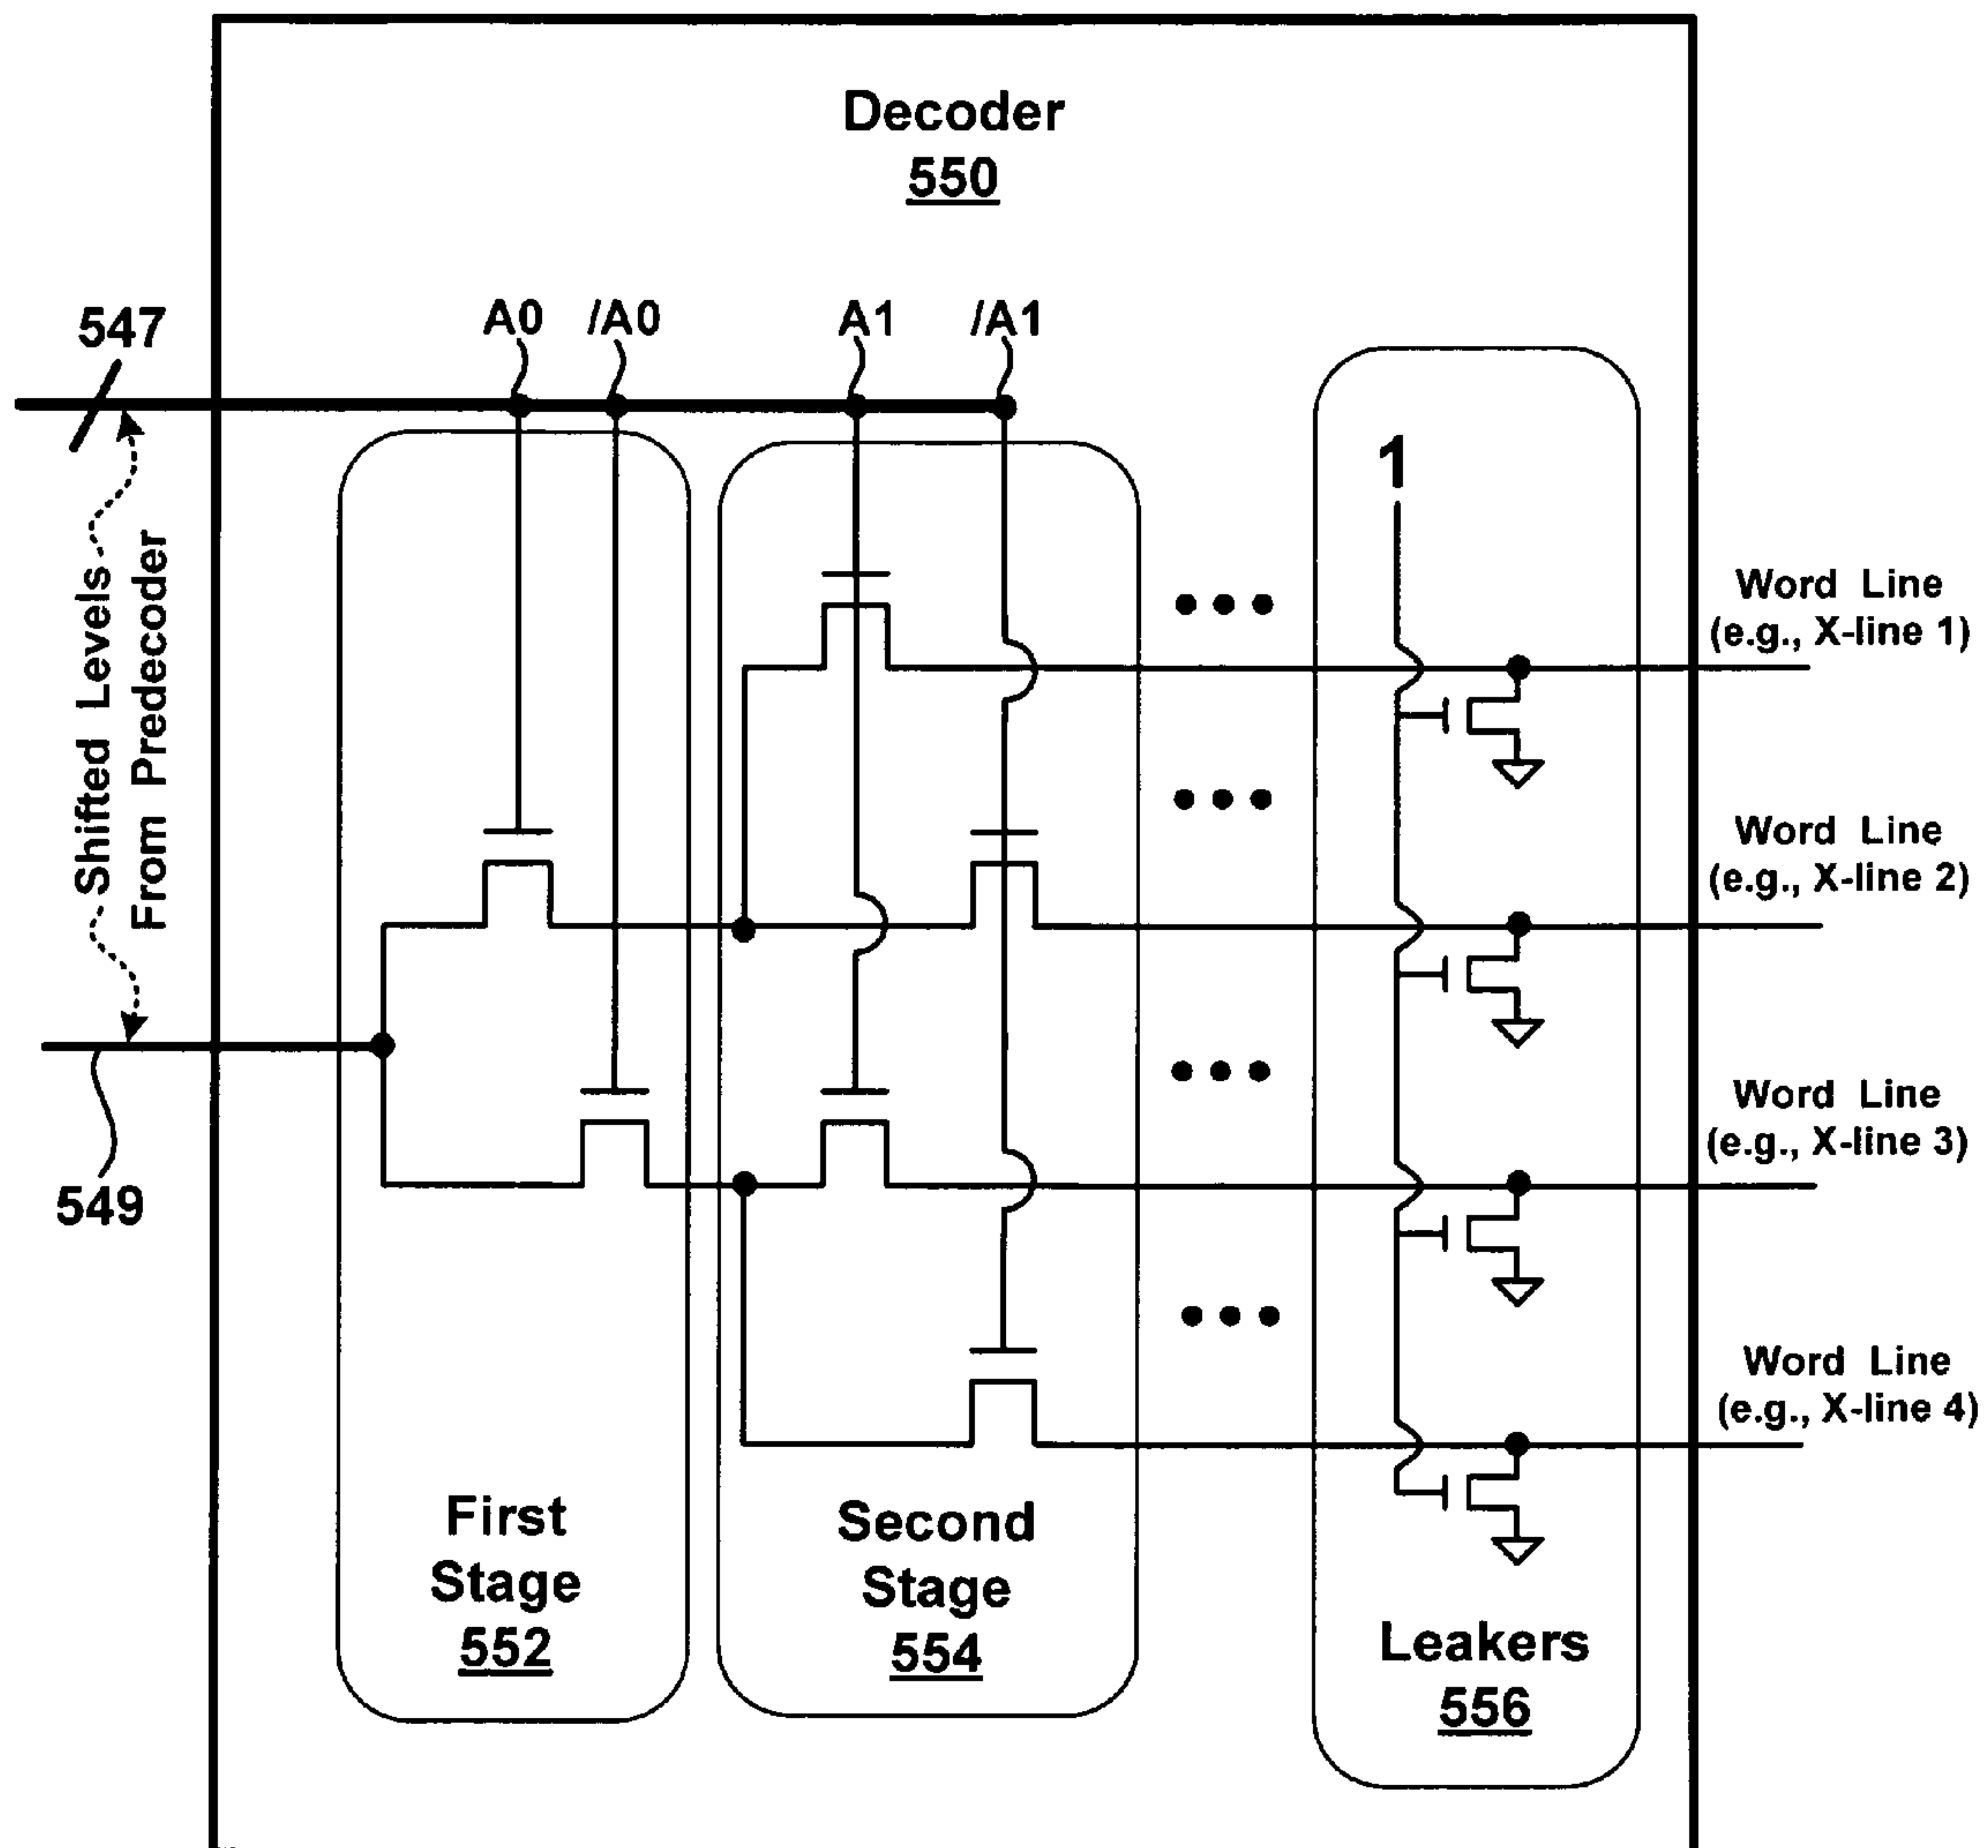 Decoder
550
547
A0 /A0 A1 /A1
Shifted Levels
From Predecoder
549
1
Word Line
(e.g., X-line 1)
Word Line
(e.g., X-line 2)
Word Line
(e.g., X-line 3)
Word Line
(e.g., X-line 4)
First
Stage
552
Second
Stage
554
Leakers
556